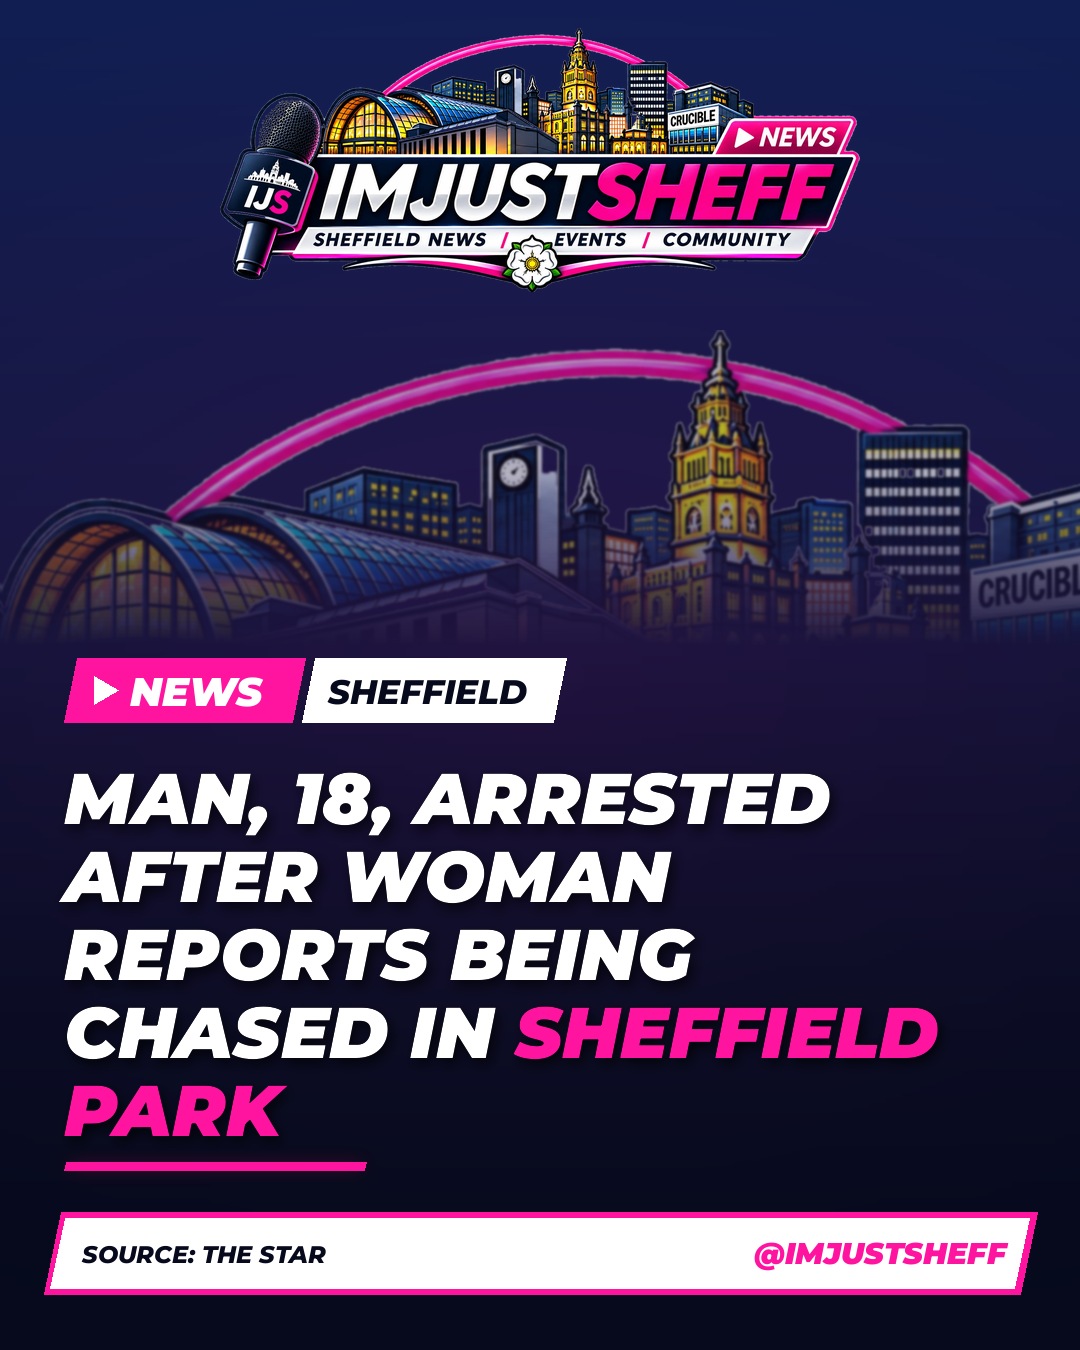 CRUCIBLE
NEWS
IJS
IMJUSTSHEFF
SHEFFIELD NEWS / EVENTS / COMMUNITY
CRUCIBL
NEWS
SHEFFIELD
MAN, 18, ARRESTED
AFTER WOMAN
REPORTS BEING
CHASED IN SHEFFIELD
PARK
SOURCE: THE STAR
@IMJUSTSHEFF